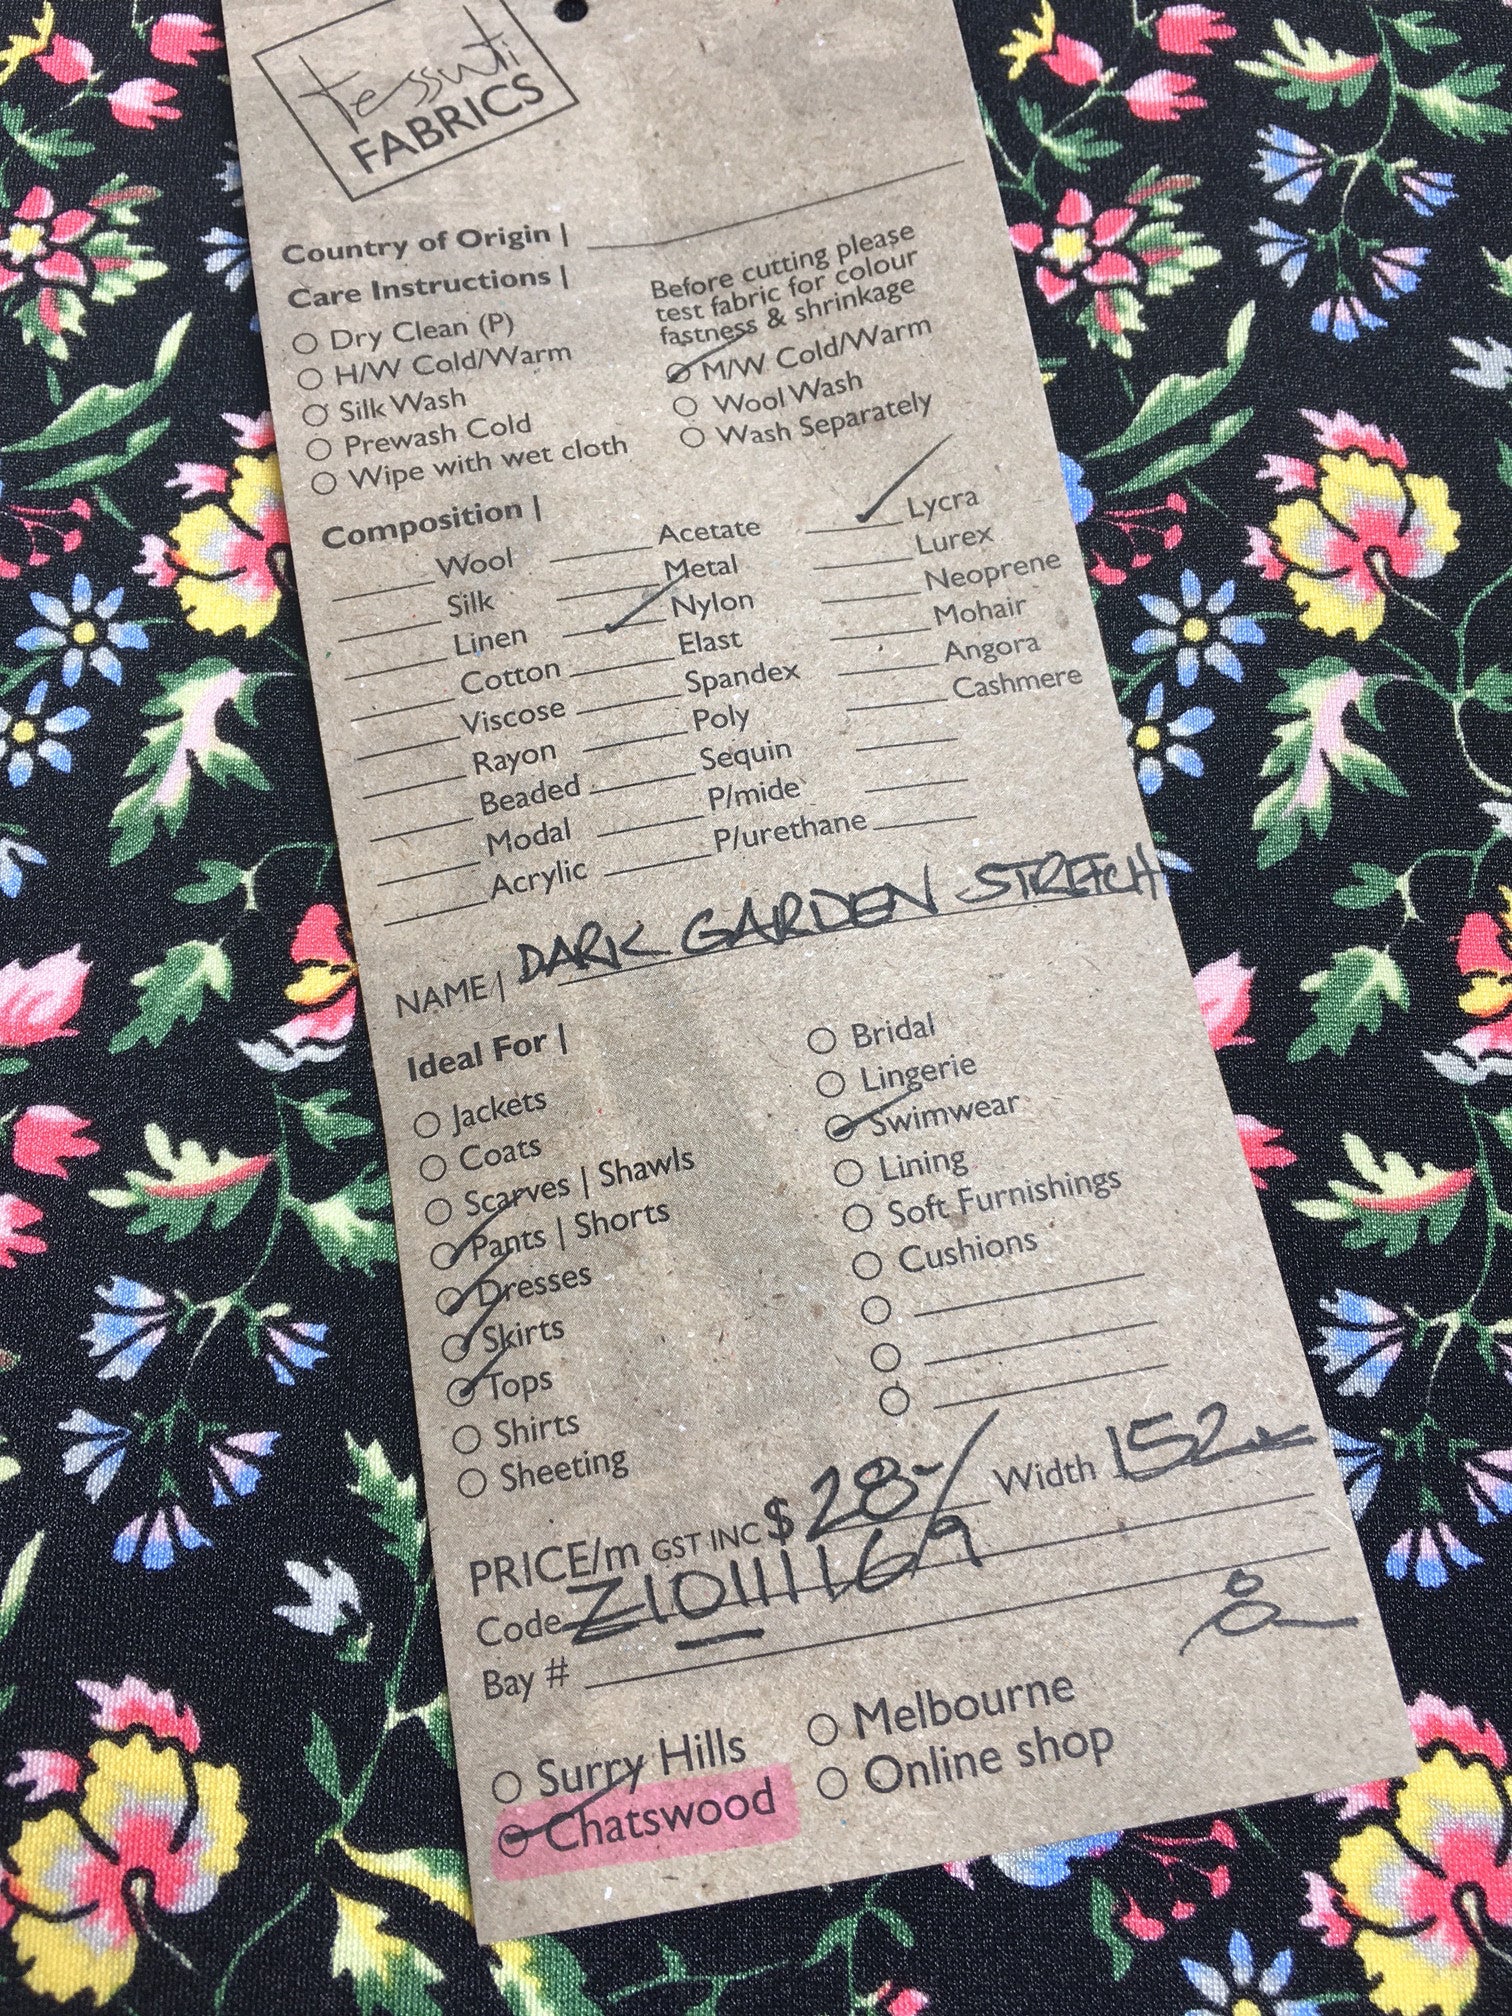 tessuti
FABRICS
Country of Origin |
Care Instructions |
Before cutting please
test fabric for colour
fastness & shrinkage
Dry Clean (P)
H/W Cold/Warm
Silk Wash
Prewash Cold
Wipe with wet cloth
M/W Cold/Warm
Wool Wash
Wash Separately
Composition |
Wool
Silk
Linen
Cotton
Viscose
Rayon
Beaded
Modal
Acrylic
Acetate
Metal
Nylon
Elast
Spandex
Poly
Sequin
P/mide
P/urethane
Lycra
Lurex
Neoprene
Mohair
Angora
Cashmere
NAME | DARK GARDEN STRETCH
Ideal For |
Jackets
Coats
Scarves | Shawls
Pants | Shorts
Dresses
Skirts
Tops
Shirts
Sheeting
Bridal
Lingerie
Swimwear
Lining
Soft Furnishings
Cushions
PRICE/m GST INC $ 28-/ Width 152
Code
Bay #
Surry Hills
Chatswood
Melbourne
Online shop